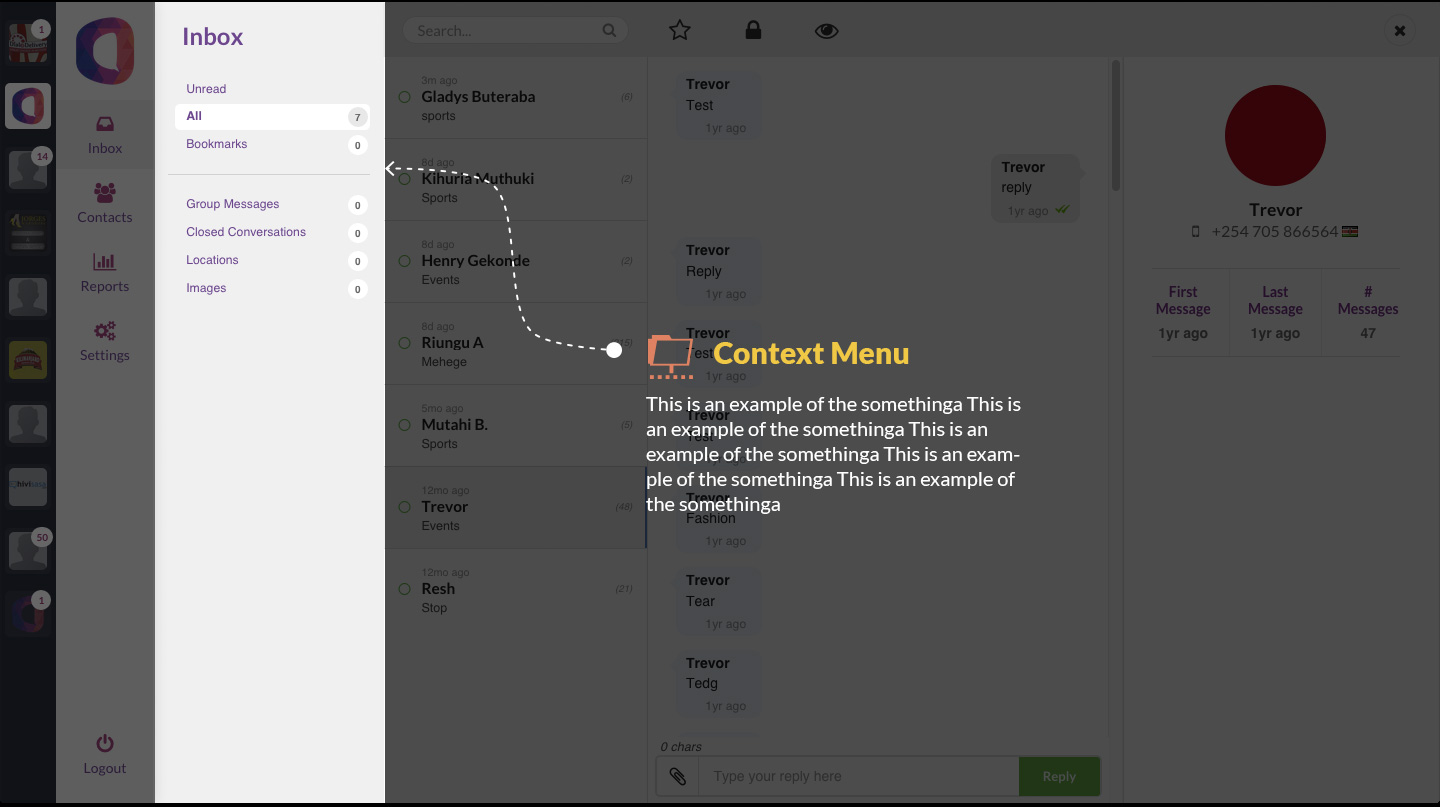 1
14
50
1
Inbox
Contacts
Reports
Settings
Logout
Inbox
Unread
All 7
Bookmarks 0
Group Messages 0
Closed Conversations 0
Locations 0
Images 0
Search...
3m ago
Gladys Buteraba (6)
sports
8d ago
Kihuria Muthuki (2)
Sports
8d ago
Henry Gekonde (2)
Events
8d ago
Riungu A
Mehege
5mo ago
Mutahi B. (5)
Sports
12mo ago
Trevor (48)
Events
12mo ago
Resh (21)
Stop
Trevor
Test
1yr ago
Trevor
reply
1yr ago
Trevor
Reply
1yr ago
Trevor
Test
1yr ago
Context Menu
This is an example of the somethinga This is
an example of the somethinga This is an
example of the somethinga This is an exam-
ple of the somethinga This is an example of
the somethinga
Trevor
Test
Trevor
Fashion
1yr ago
Trevor
Tear
1yr ago
Trevor
Tedg
1yr ago
0 chars
Type your reply here
Reply
Trevor
+254 705 866564
First Message
Last Message
# Messages
1yr ago
1yr ago
47